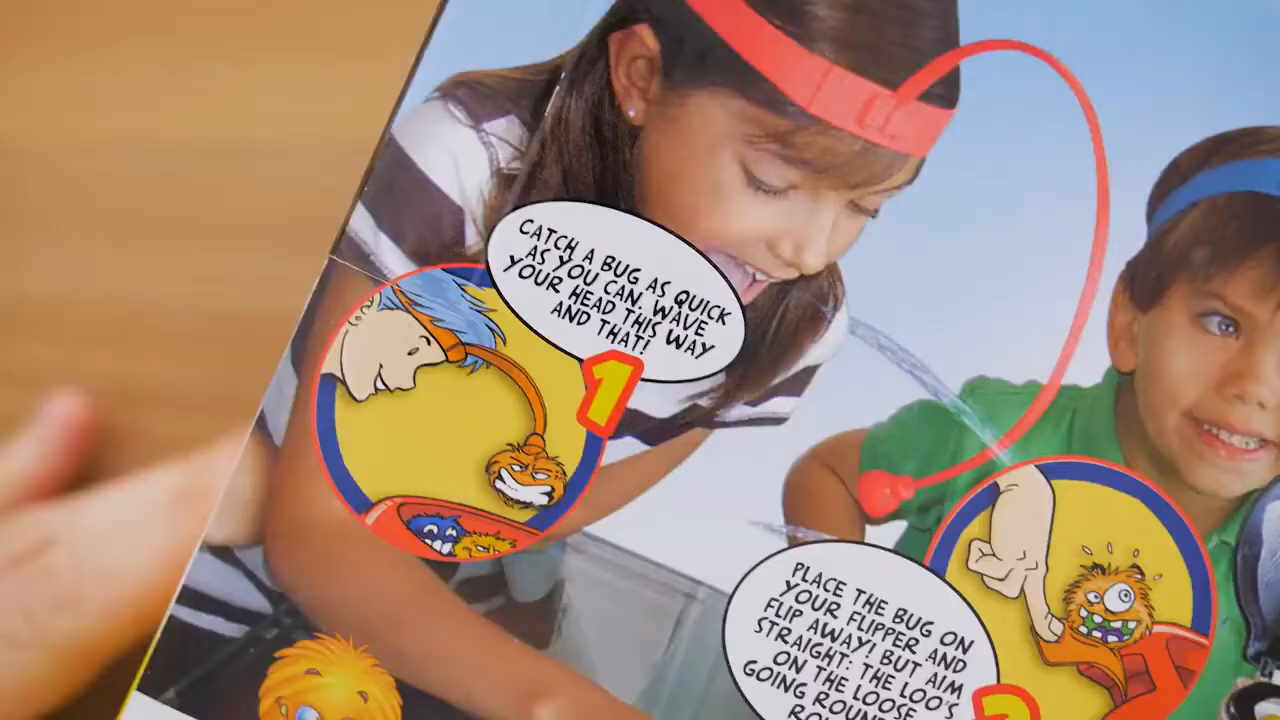 CATCH A BUG AS QUICK
AS YOU CAN. WAVE
YOUR HEAD THIS WAY
AND THAT!
1
PLACE THE BUG ON
YOUR FLIPPER AND
FLIP AWAY! BUT AIM
STRAIGHT: THE LOO'S
ON THE LOOSE
GOING ROUND
2